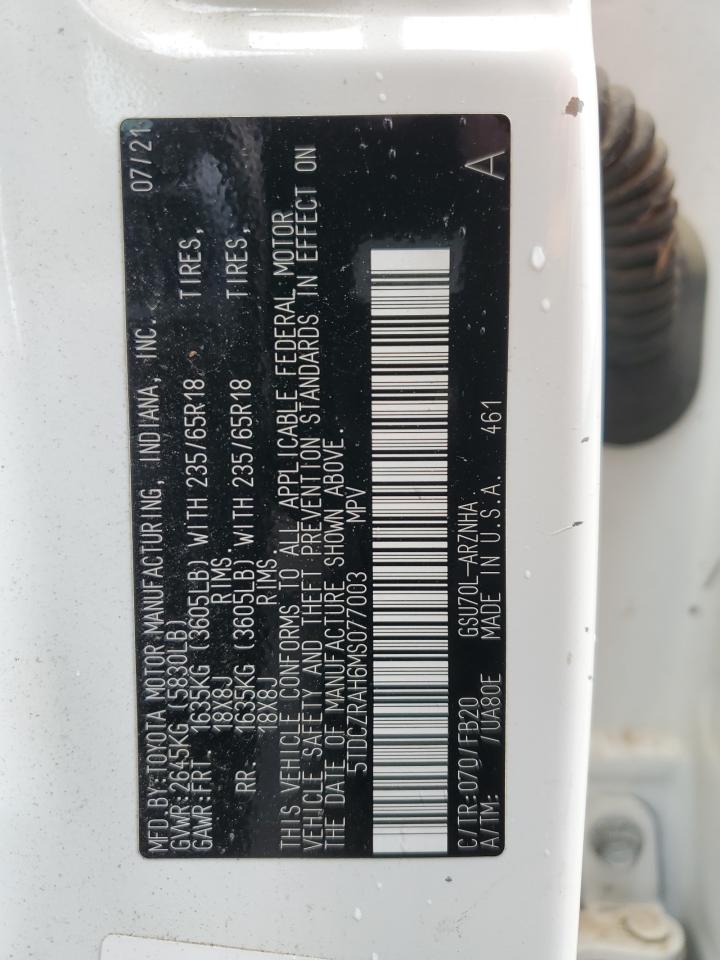 MFD.BY:TOYOTA MOTOR MANUFACTURING, INDIANA, INC. 07/21
GVWR:2645KG (5830LB)
GAWR:FRT. 1635KG (3605LB) WITH 235/65R18 TIRES,
18X8J RIMS.
RR. 1635KG (3605LB) WITH 235/65R18 TIRES,
18X8J RIMS.
THIS VEHICLE CONFORMS TO ALL APPLICABLE FEDERAL MOTOR
VEHICLE SAFETY AND THEFT PREVENTION STANDARDS IN EFFECT ON
THE DATE OF MANUFACTURE SHOWN ABOVE.
5TDCZRAH6MS077003 MPV
C/TR:070/FB20 GSU70L-ARZNHA A
A/TM: /UA80E MADE IN U.S.A. 461